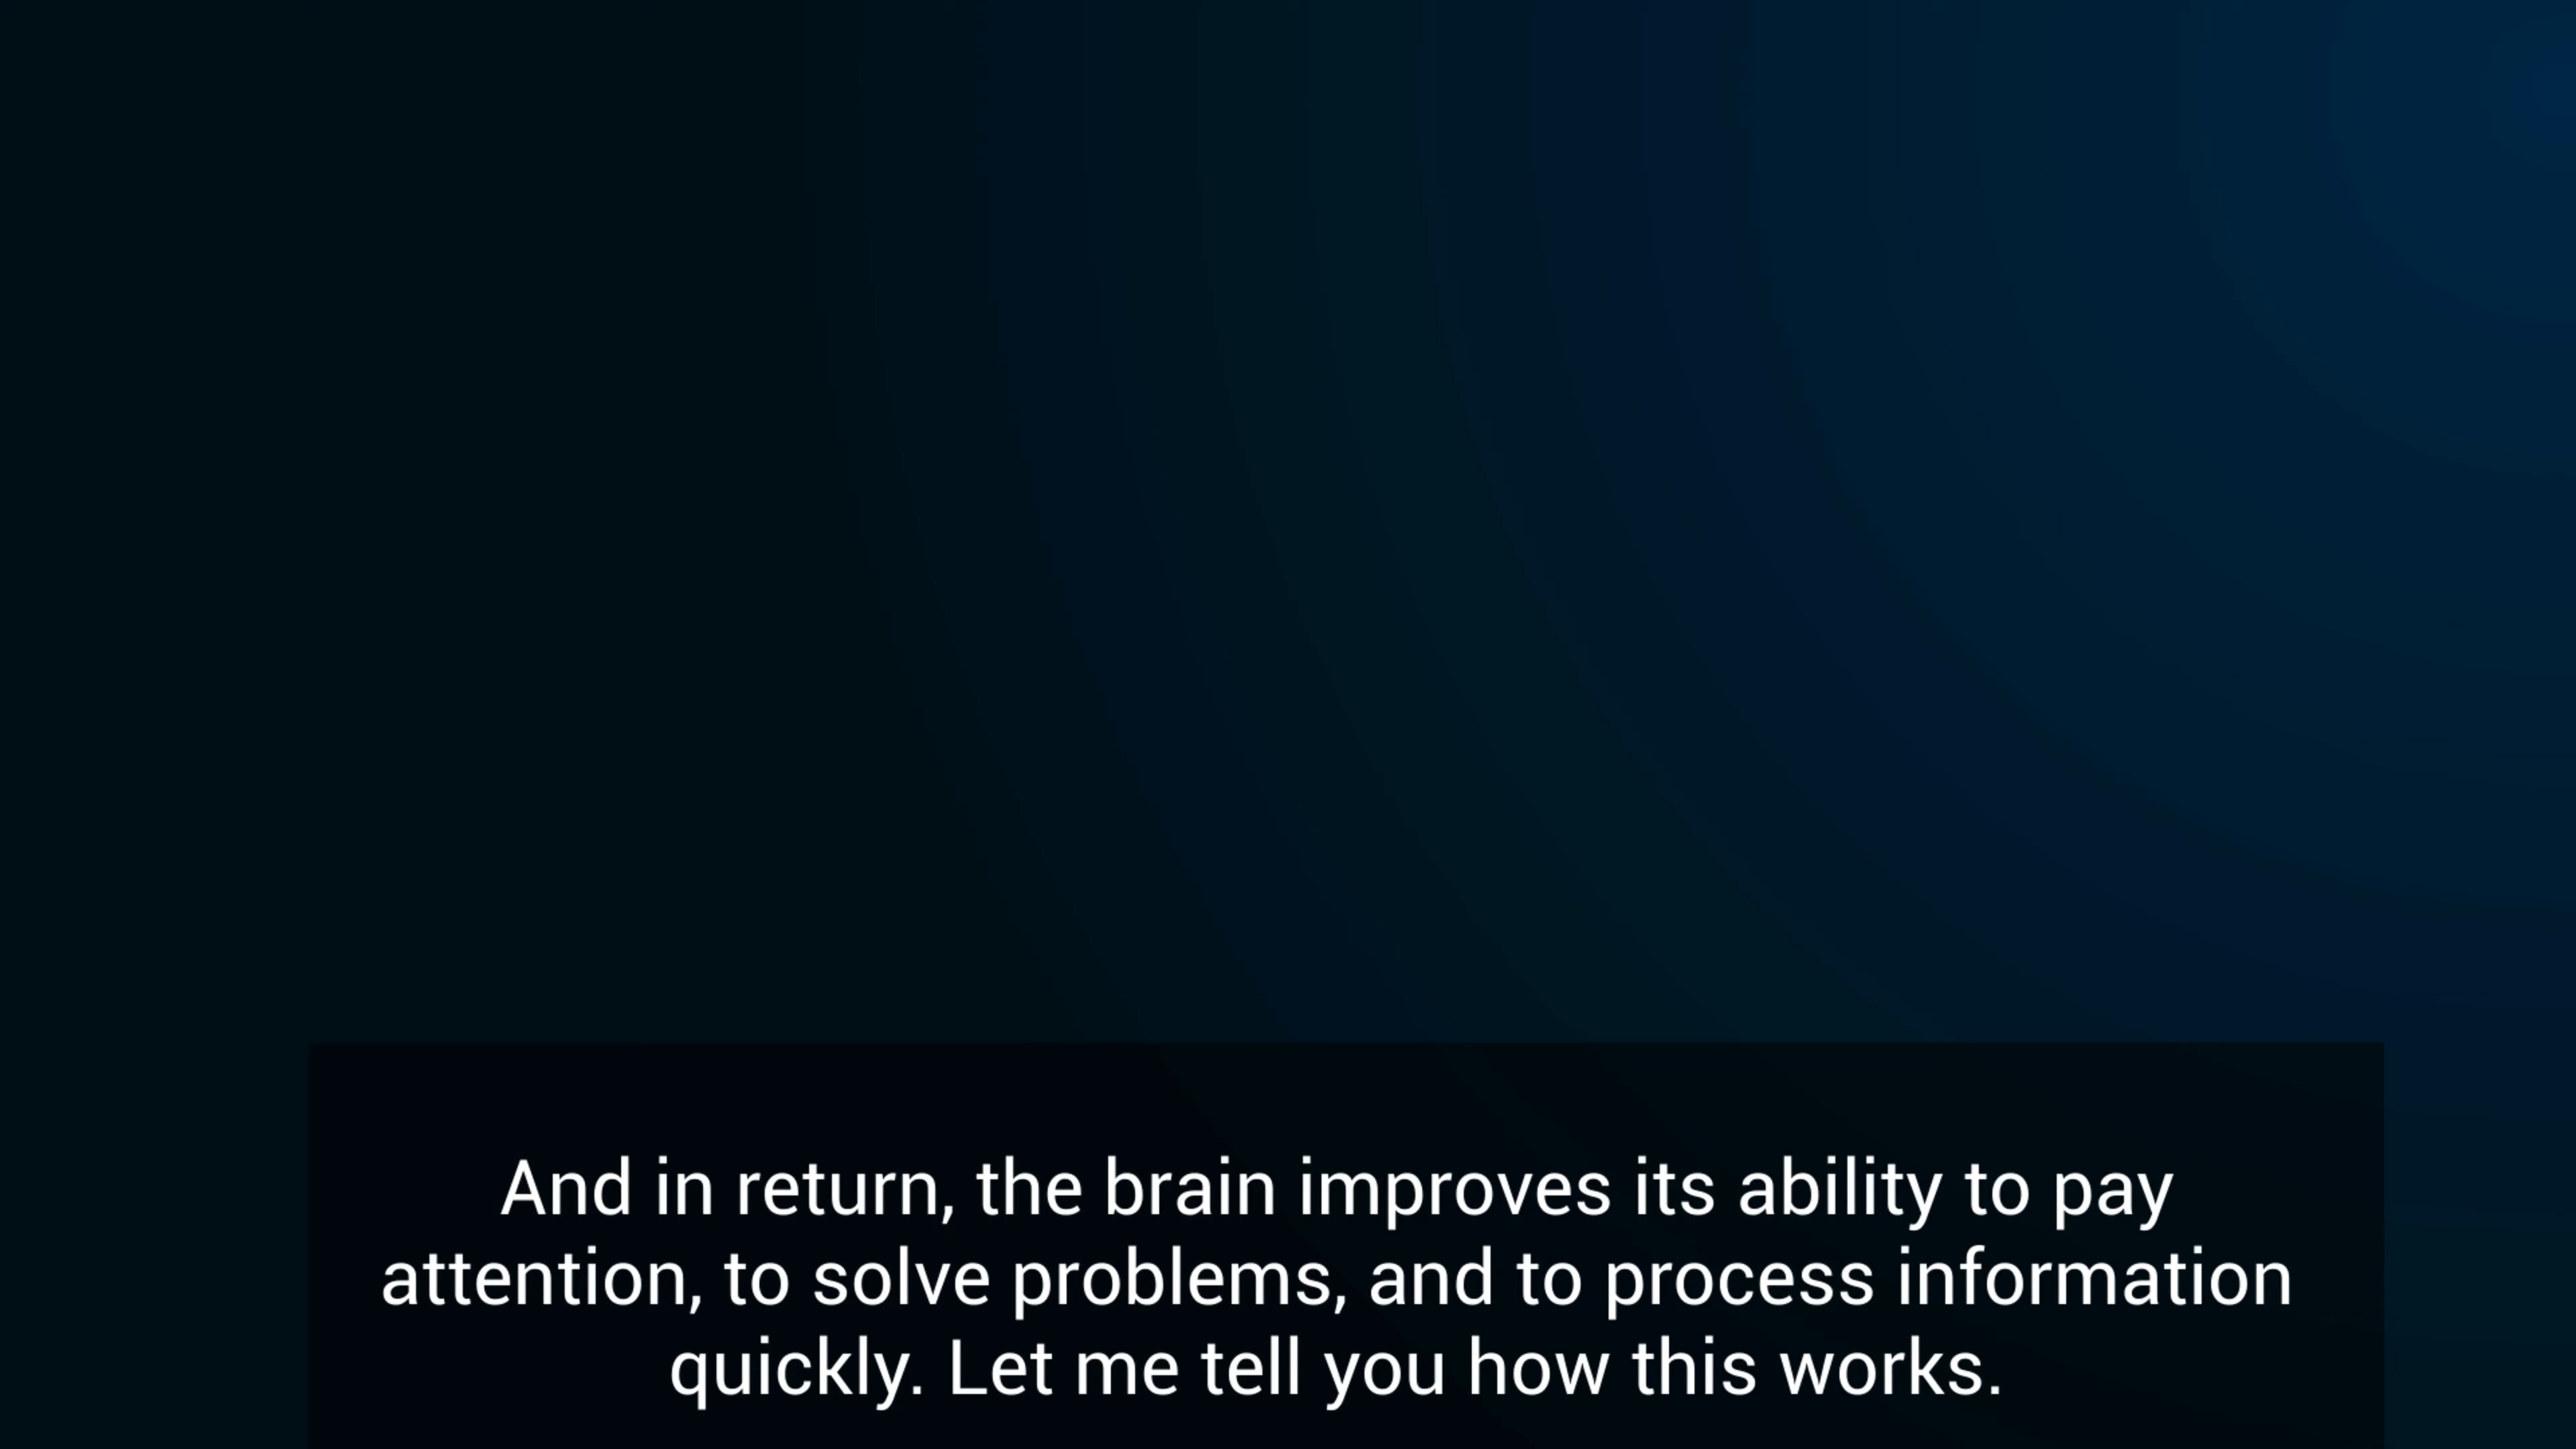 And in return, the brain improves its ability to pay
attention, to solve problems, and to process information
quickly. Let me tell you how this works.